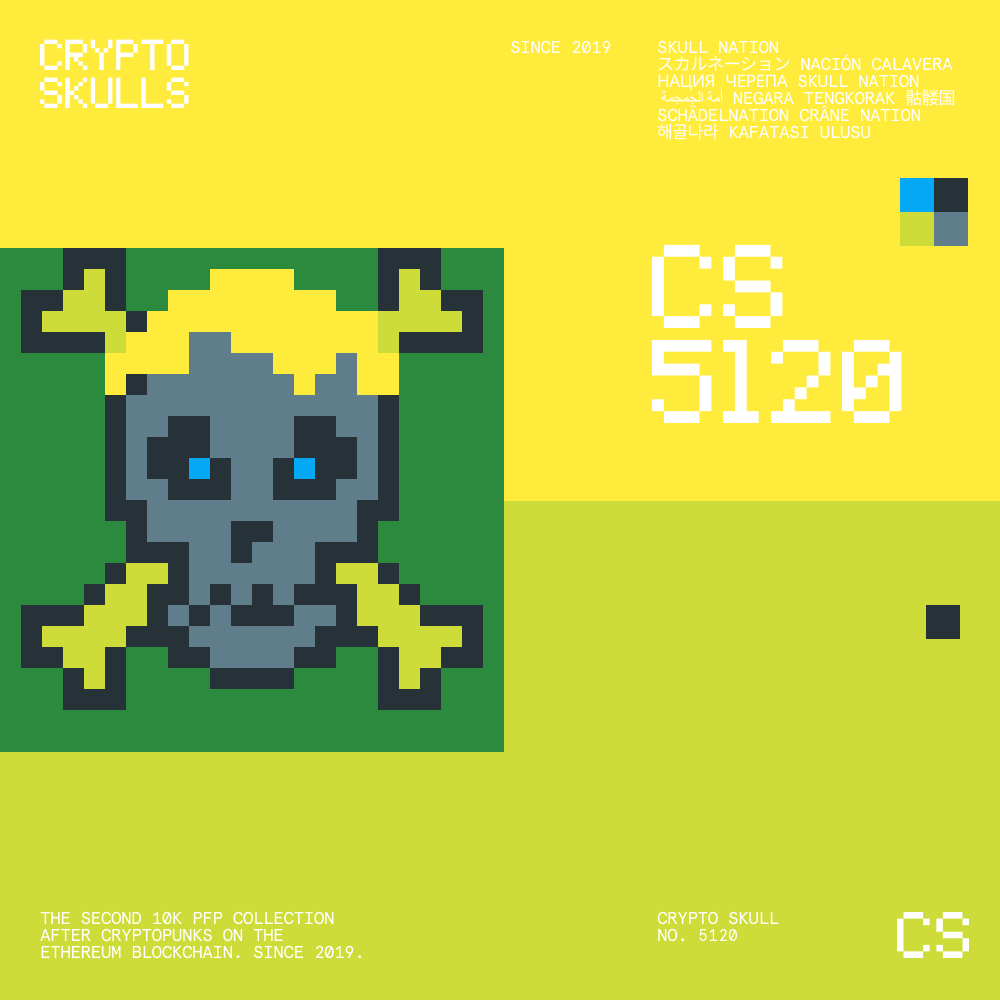 CRYPTO
SKULLS
SINCE 2019
SKULL NATION
スカルネーション NACIÓN CALAVERA
НАЦИЯ ЧЕРЕПА SKULL NATION
أمة الجمجمة NEGARA TENGKORAK 骷髅国
SCHÄDELNATION CRÂNE NATION
해골나라 KAFATASI ULUSU
CS
5120
THE SECOND 10K PFP COLLECTION
AFTER CRYPTOPUNKS ON THE
ETHEREUM BLOCKCHAIN. SINCE 2019.
CRYPTO SKULL
NO. 5120
CS